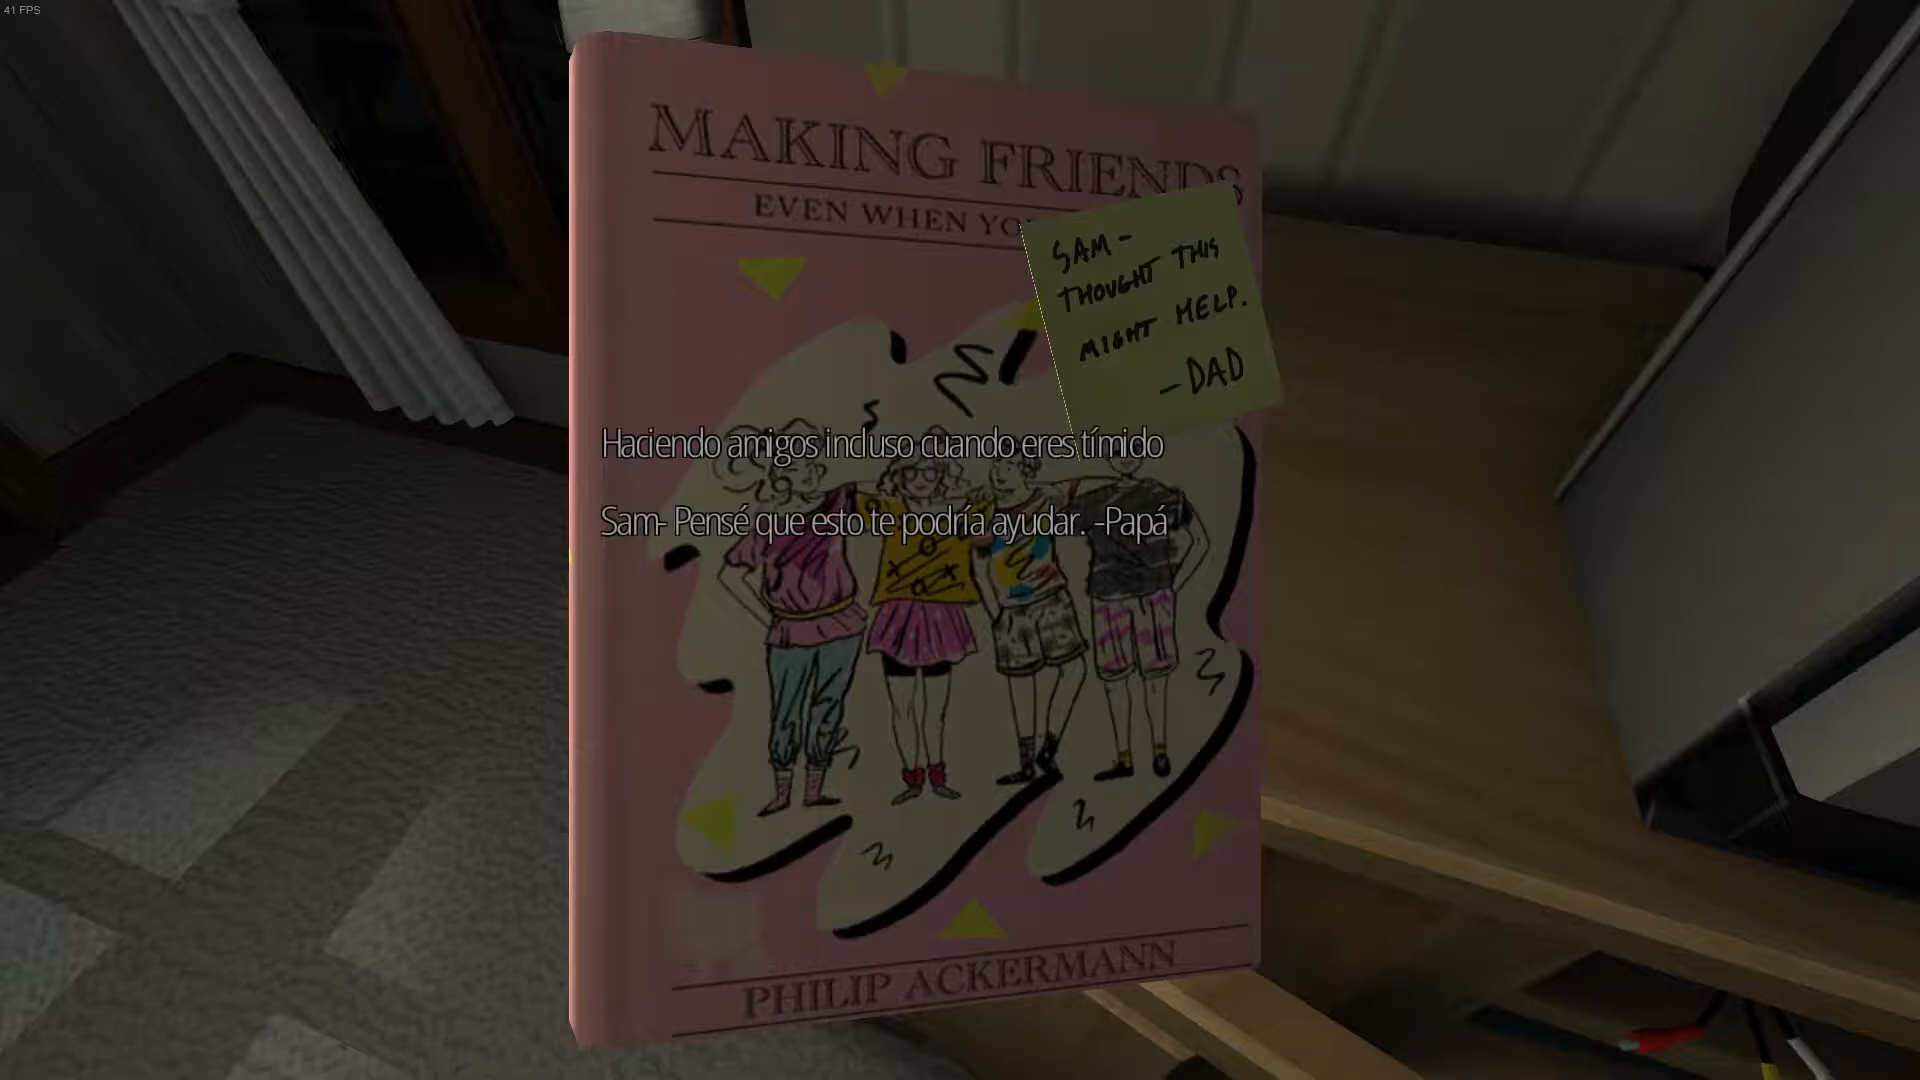 41 FPS
MAKING FRIENDS
EVEN WHEN
SAM-
THOUGHT THIS
MIGHT HELP.
-DAD
Haciendo amigos incluso cuando eres tímido
Sam- Pensé que esto te podría ayudar. -Papá
PHILIP ACKERMANN